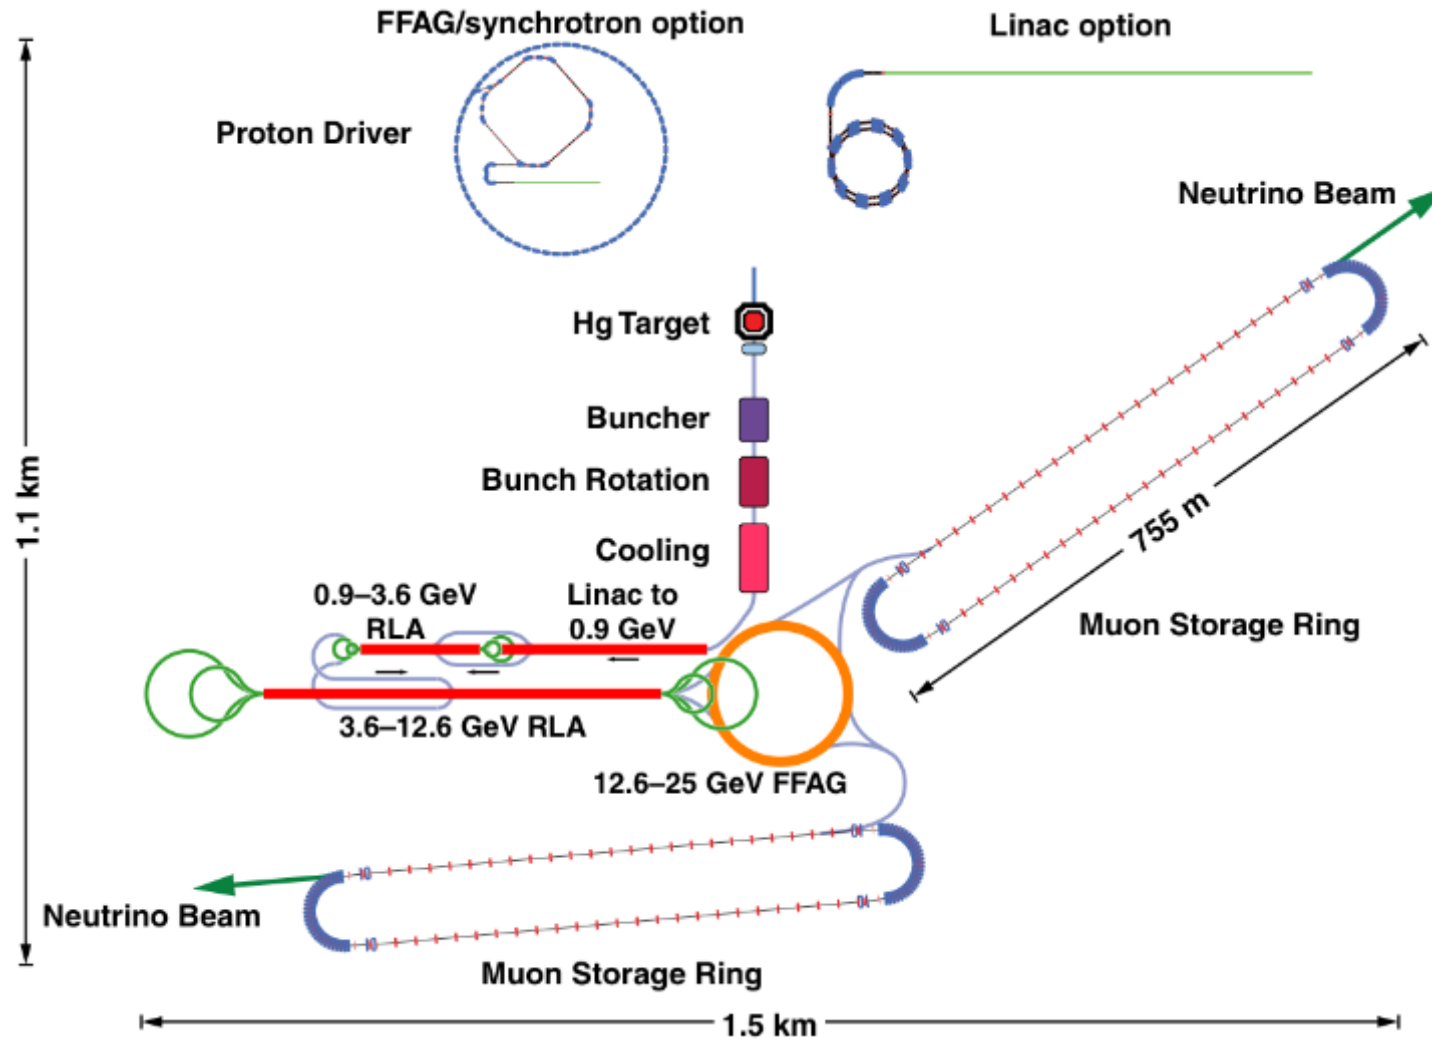 FFAG/synchrotron option
Linac option
Proton Driver
Neutrino Beam
Hg Target
Buncher
Bunch Rotation
Cooling
1.1 km
755 m
0.9–3.6 GeV
RLA
Linac to
0.9 GeV
Muon Storage Ring
3.6–12.6 GeV RLA
12.6–25 GeV FFAG
Neutrino Beam
Muon Storage Ring
1.5 km